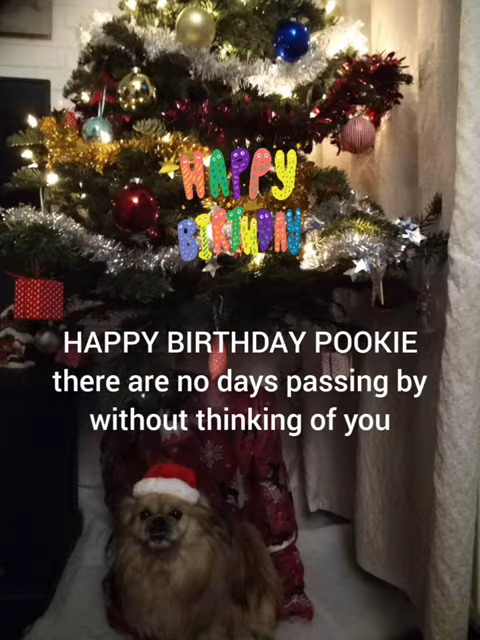 HAPPY
BIRTHDAY
HAPPY BIRTHDAY POOKIE
there are no days passing by
without thinking of you